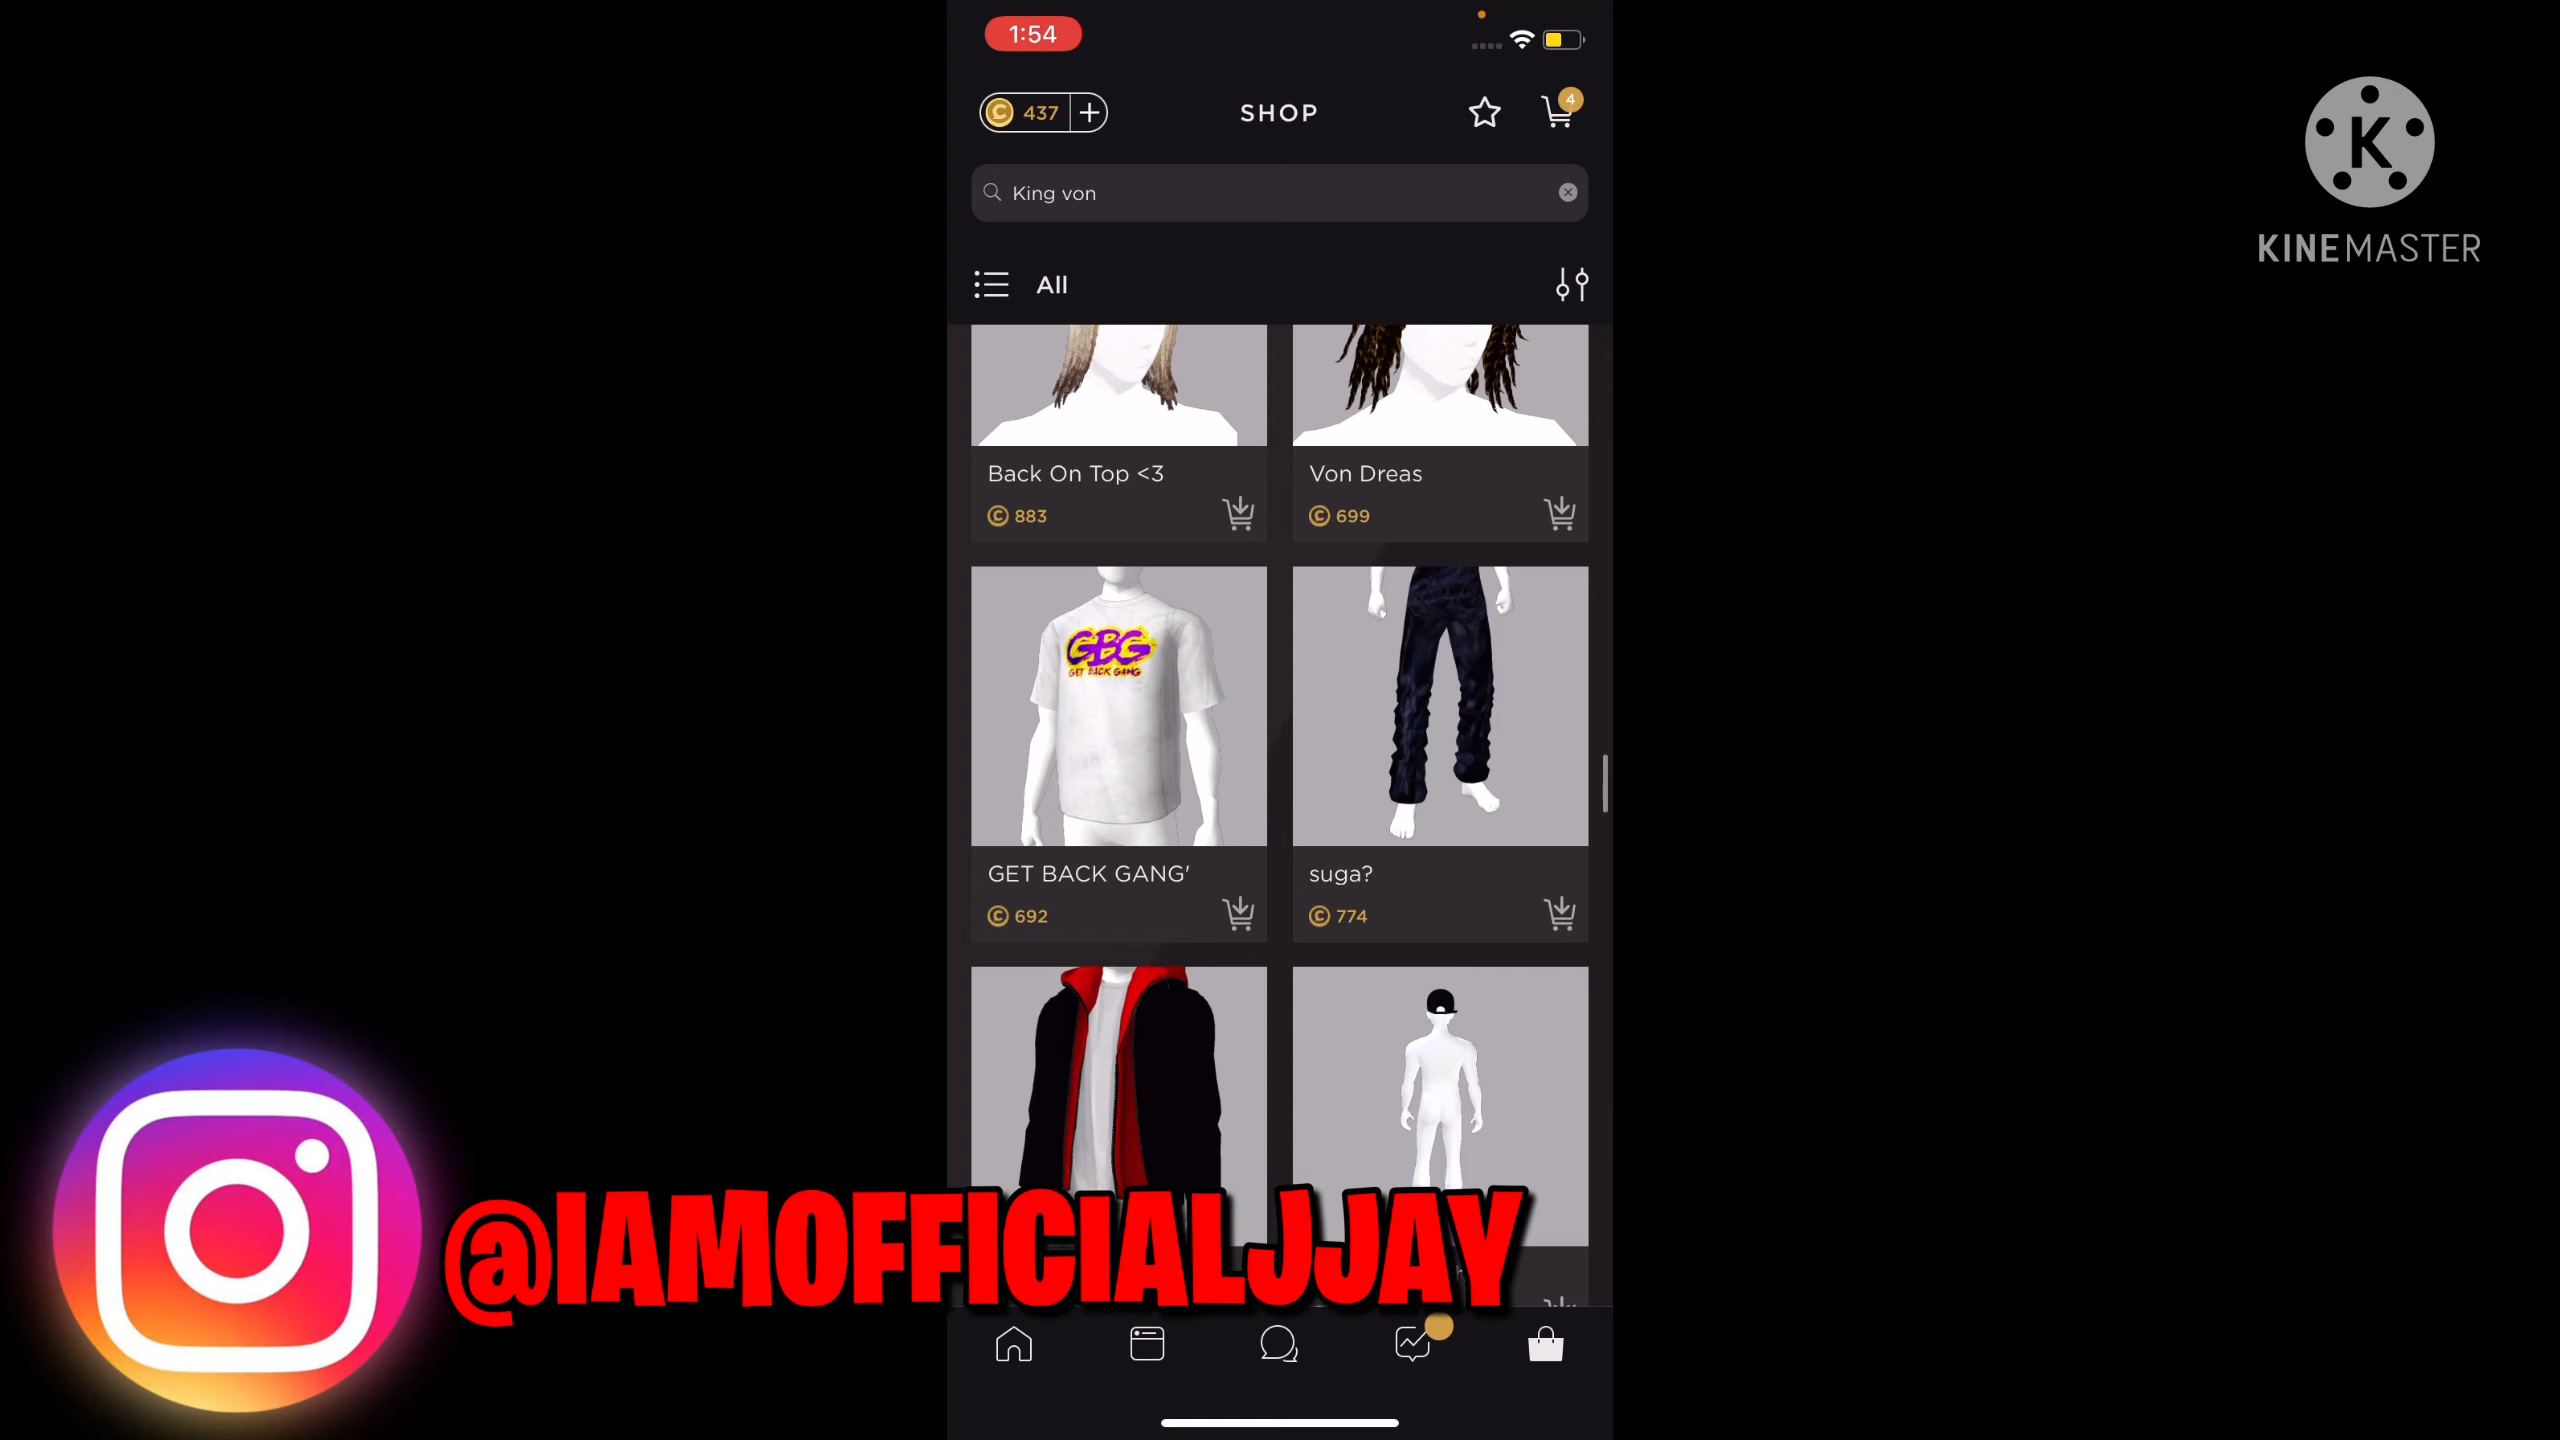 1:54
437
SHOP
4
King von
All
Back On Top <3
883
Von Dreas
699
GBG
GET BACK GANG
GET BACK GANG'
692
suga?
774
K
KINEMASTER
@IAMOFFICIALJJAY